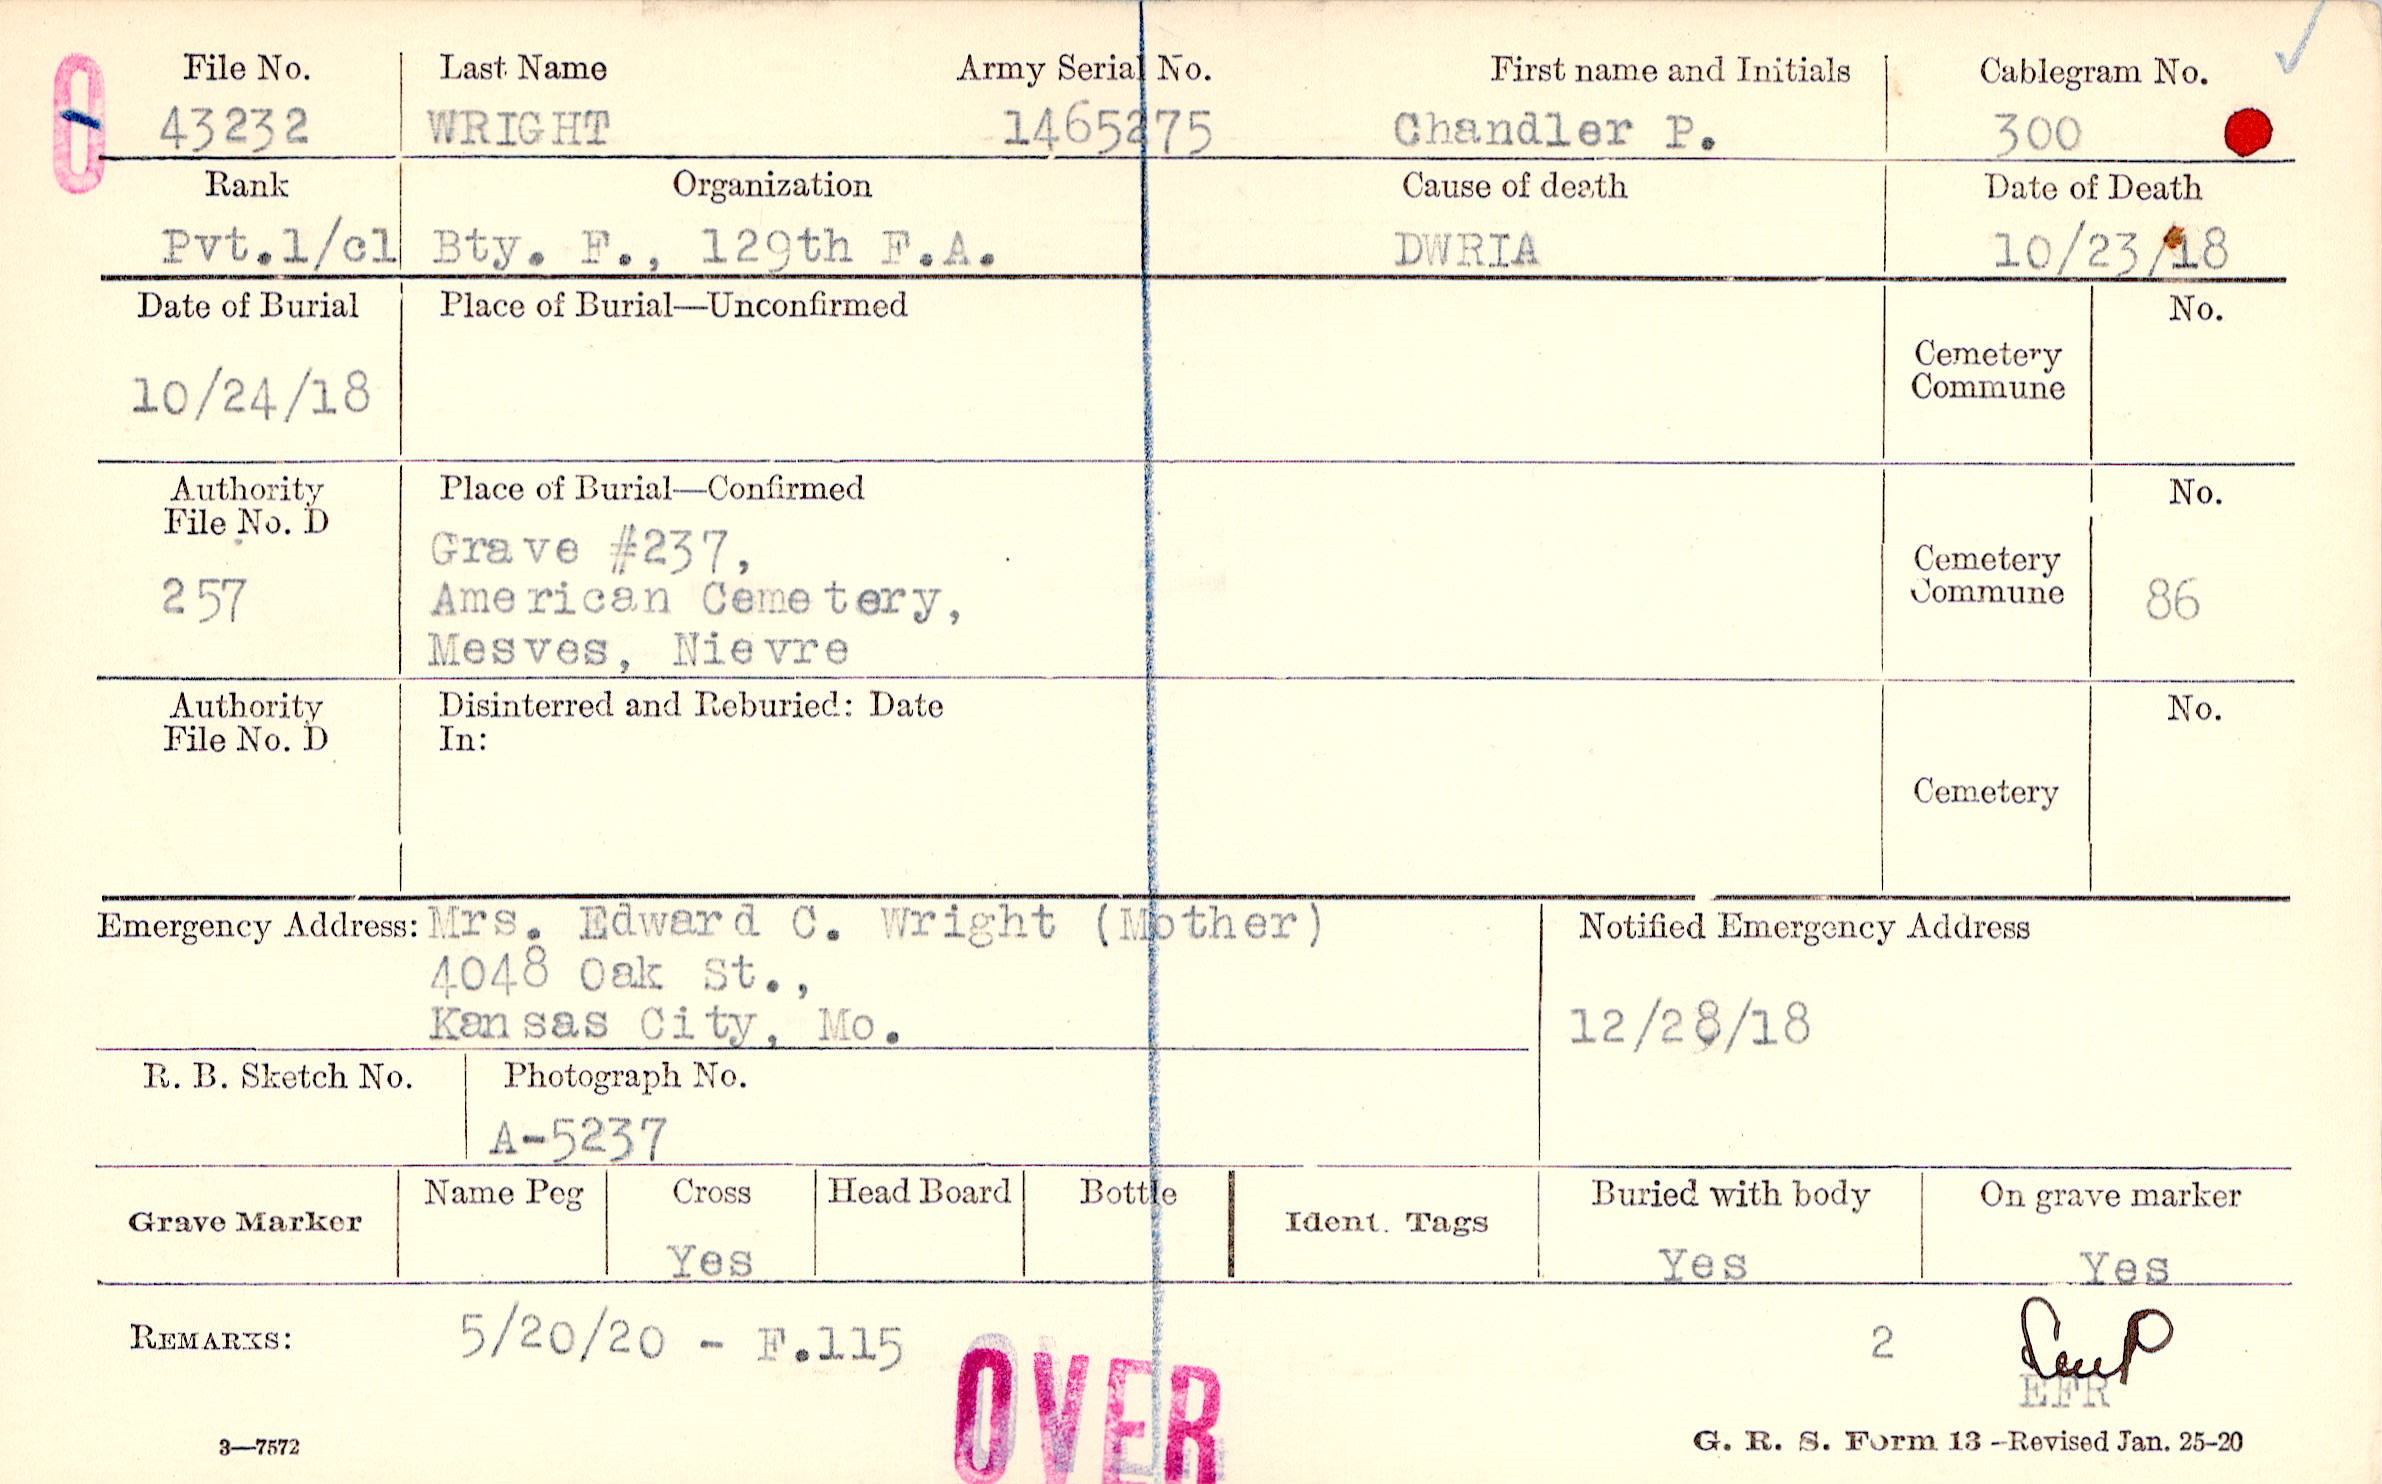 O
File No. Last Name Army Serial No. First name and Initials Cablegram No.
43232 WRIGHT 1465275 Chandler P. 300
Rank Organization Cause of death Date of Death
Pvt.1/cl Bty. F., 129th F.A. DWRIA 10/23/18
Date of Burial Place of Burial—Unconfirmed No.
Cemetery
Commune
10/24/18
Authority Place of Burial—Confirmed No.
File No. D
Grave #237,
Cemetery
257 American Cemetery, Commune 86
Mesves, Nievre
Authority Disinterred and Reburied: Date No.
File No. D In:
Cemetery
Emergency Address: Mrs. Edward C. Wright (Mother) Notified Emergency Address
4048 Oak St.,
Kansas City, Mo. 12/28/18
R. B. Sketch No. Photograph No.
A-5237
Name Peg Cross Head Board Bottle Buried with body On grave marker
Grave Marker Ident. Tags
Yes Yes Yes
REMARKS: 5/20/20 - F.115 2
EFR
OVER
3—7572 G. R. S. Form 13 –Revised Jan. 25–20